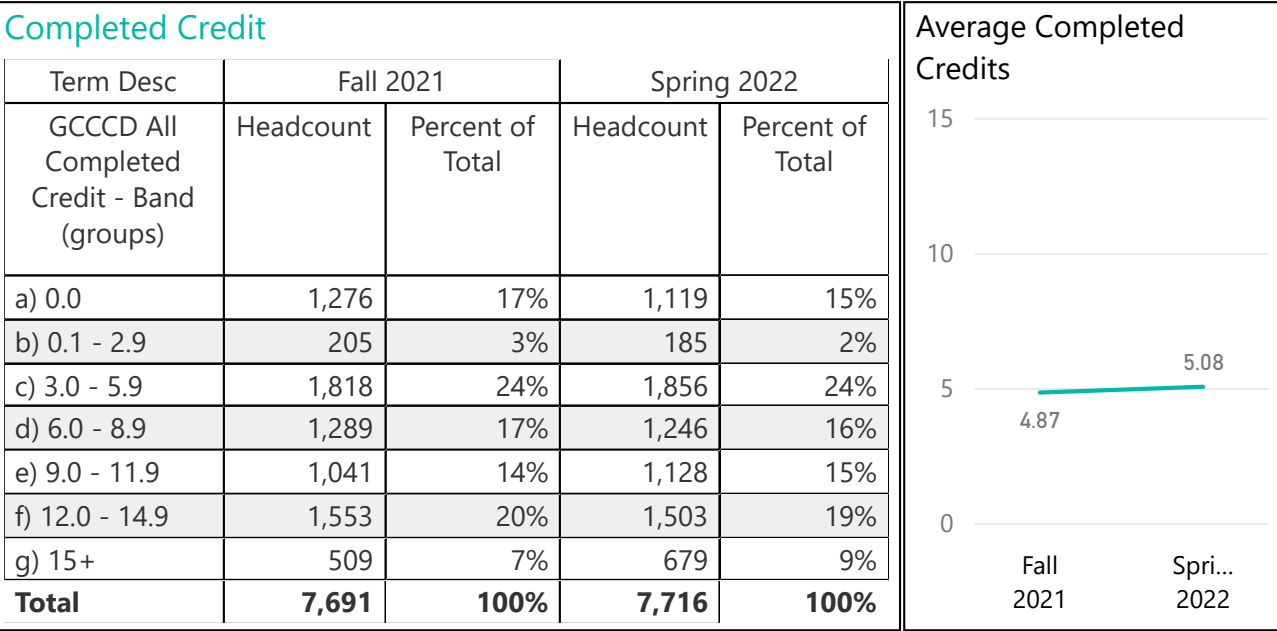 Completed Credit
Term Desc Fall 2021 Spring 2022
GCCCD All Completed Credit - Band (groups) Headcount Percent of Total Headcount Percent of Total
a) 0.0 1,276 17% 1,119 15%
b) 0.1 - 2.9 205 3% 185 2%
c) 3.0 - 5.9 1,818 24% 1,856 24%
d) 6.0 - 8.9 1,289 17% 1,246 16%
e) 9.0 - 11.9 1,041 14% 1,128 15%
f) 12.0 - 14.9 1,553 20% 1,503 19%
g) 15+ 509 7% 679 9%
Total 7,691 100% 7,716 100%
Average Completed
Credits
15
10
5
0
4.87
5.08
Fall
2021
Spri...
2022